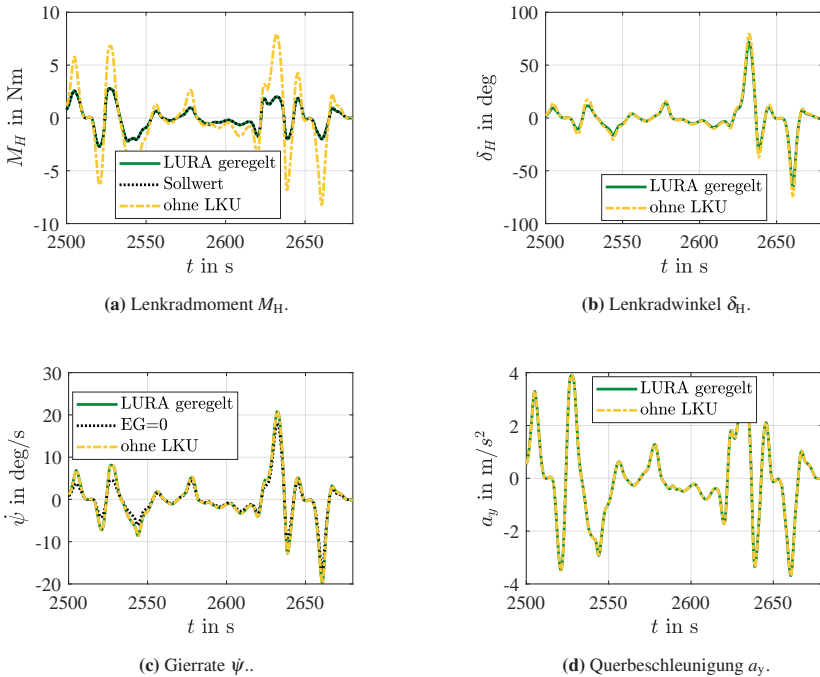 10
5
0
-5
-10
M_H in Nm
LURA geregelt
Sollwert
ohne LKU
2500 2550 2600 2650
t in s
(a) Lenkradmoment M_H.
100
50
0
-50
-100
δ_H in deg
LURA geregelt
ohne LKU
2500 2550 2600 2650
t in s
(b) Lenkradwinkel δ_H.
30
20
10
0
-10
-20
ψ̇ in deg/s
LURA geregelt
EG=0
ohne LKU
2500 2550 2600 2650
t in s
(c) Gierrate ψ̇..
4
2
0
-2
-4
a_y in m/s²
LURA geregelt
ohne LKU
2500 2550 2600 2650
t in s
(d) Querbeschleunigung a_y.